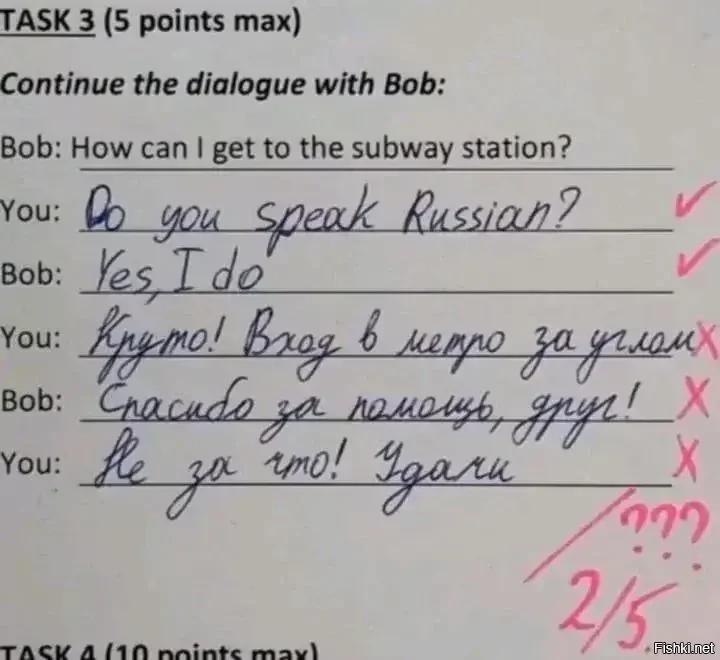 TASK 3 (5 points max)
Continue the dialogue with Bob:
Bob: How can I get to the subway station?
You: Do you speak Russian? ✓
Bob: Yes, I do ✓
You: Круто! Вход в метро за углом X
Bob: Спасибо за помощь, друг! X
You: Не за что! Удачи X
???
2/5
Fishki.net
TASK 4 (10 points max)